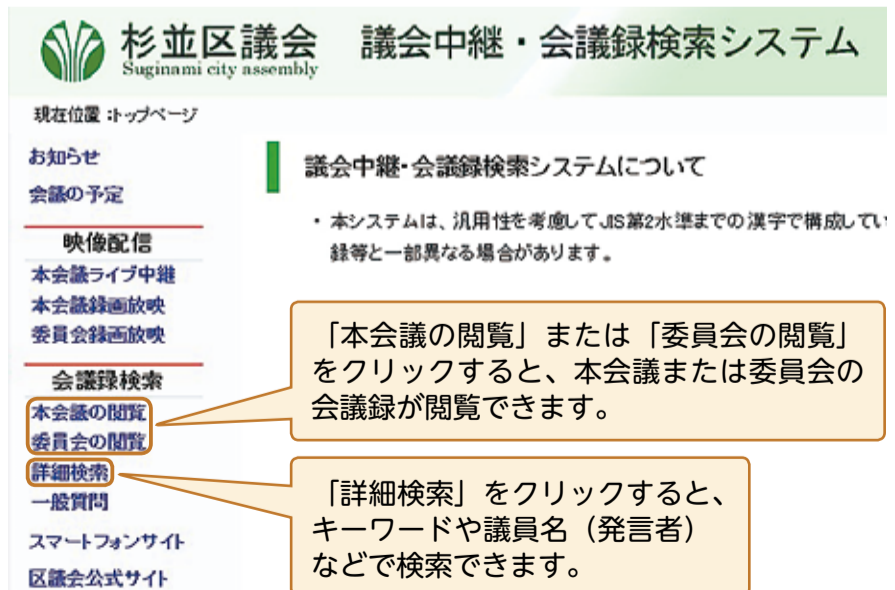 杉並区議会 議会中継・会議録検索システム
Suginami city assembly
現在位置:トップページ
お知らせ
会議の予定
映像配信
本会議ライブ中継
本会議録画放映
委員会録画放映
会議録検索
本会議の閲覧
委員会の閲覧
詳細検索
一般質問
スマートフォンサイト
区議会公式サイト
議会中継・会議録検索システムについて
・本システムは、汎用性を考慮してJIS第2水準までの漢字で構成してい
録等と一部異なる場合があります。
「本会議の閲覧」または「委員会の閲覧」
をクリックすると、本会議または委員会の
会議録が閲覧できます。
「詳細検索」をクリックすると、
キーワードや議員名（発言者）
などで検索できます。